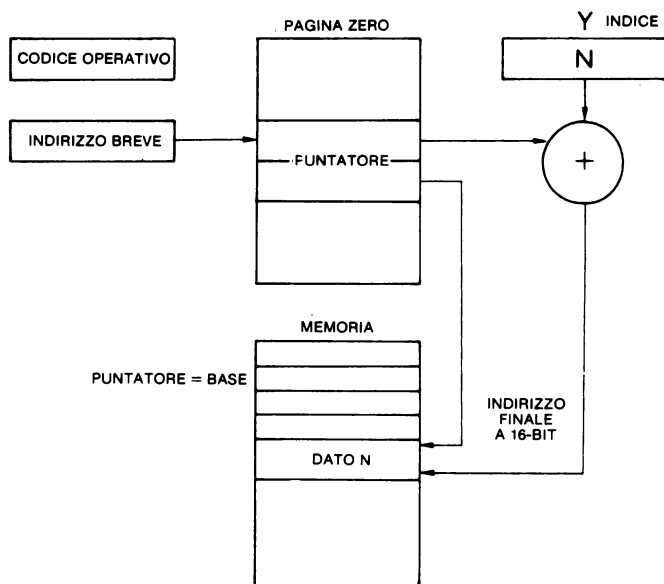 PAGINA ZERO
Y INDICE
CODICE OPERATIVO
N
INDIRIZZO BREVE
FUNTATORE
+
MEMORIA
PUNTATORE = BASE
INDIRIZZO
FINALE
A 16-BIT
DATO N